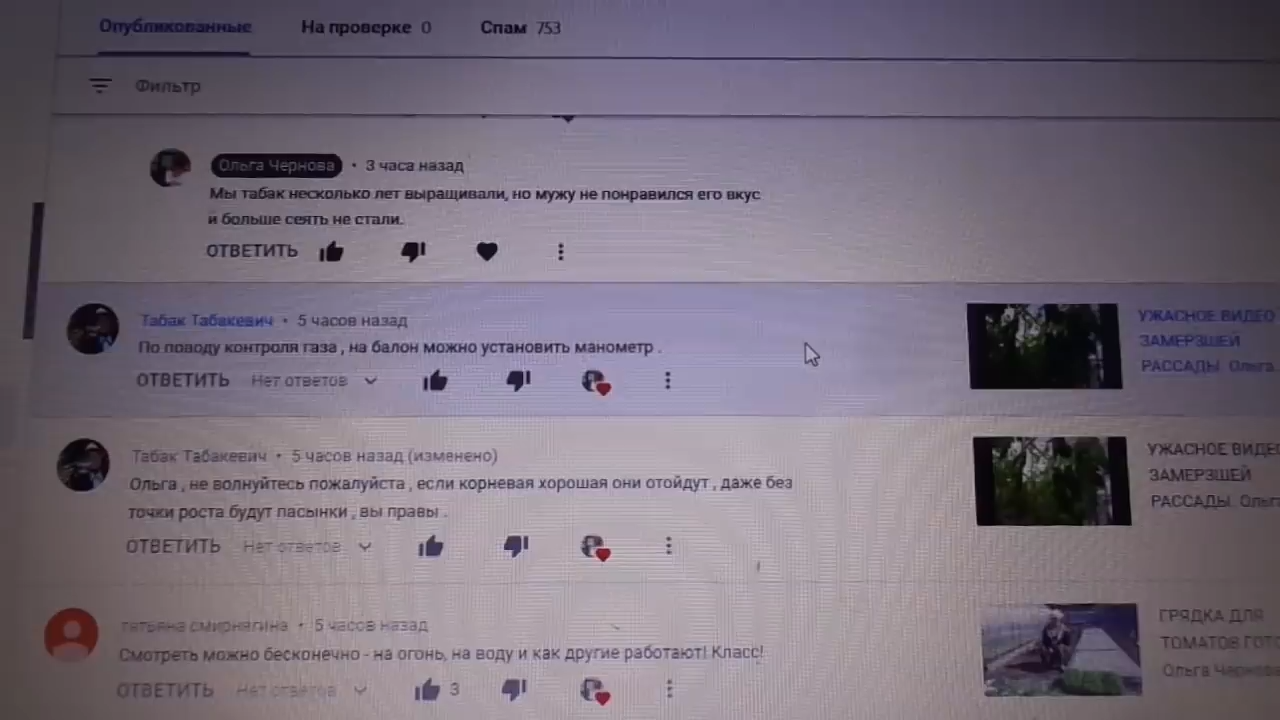 Опубликованные На проверке 0 Спам 753
Фильтр
Ольга Чернова • 3 часа назад
Мы табак несколько лет выращивали, но мужу не понравился его вкус
и больше сеять не стали.
ОТВЕТИТЬ
Табак Табакевич • 5 часов назад
По поводу контроля газа , на балон можно установить манометр .
ОТВЕТИТЬ Нет ответов
УЖАСНОЕ ВИДЕО
ЗАМЕРЗШЕЙ
РАССАДЫ. Ольга
Табак Табакевич • 5 часов назад (изменено)
Ольга , не волнуйтесь пожалуйста , если корневая хорошая они отойдут , даже без
точки роста будут пасынки , вы правы .
ОТВЕТИТЬ Нет ответов
УЖАСНОЕ ВИДЕО
ЗАМЕРЗШЕЙ
РАССАДЫ. Ольга
татьяна смирнягина • 5 часов назад
Смотреть можно бесконечно - на огонь, на воду и как другие работают! Класс!
ОТВЕТИТЬ Нет ответов 3
ГРЯДКА ДЛЯ
ТОМАТОВ ГОТО
Ольга Чернова